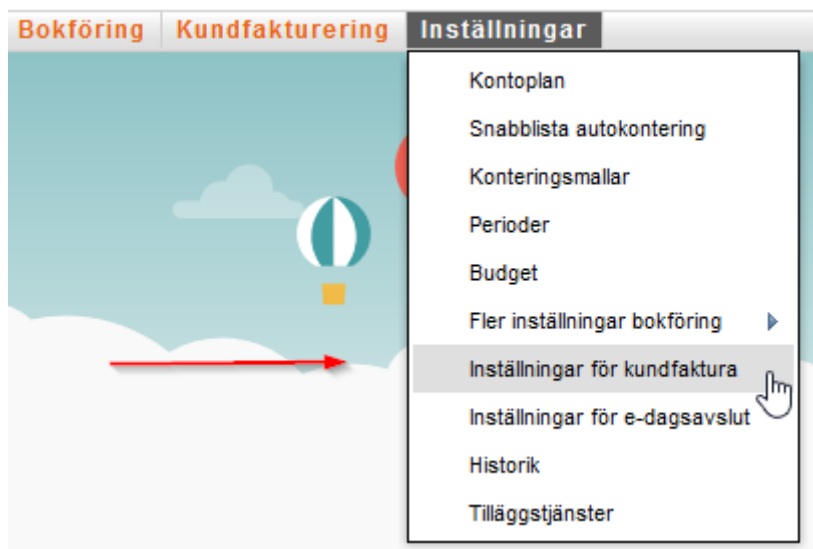 Bokföring Kundfakturering Inställningar
Kontoplan
Snabblista autokontering
Konteringsmallar
Perioder
Budget
Fler inställningar bokföring
Inställningar för kundfaktura
Inställningar för e-dagsavslut
Historik
Tilläggstjänster